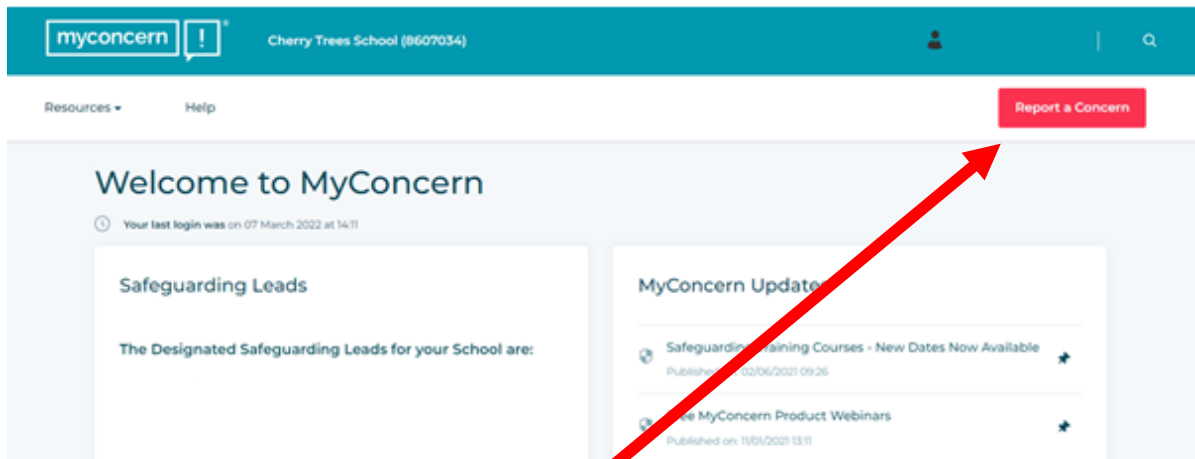 myconcern !
Cherry Trees School (8607034)
Resources
Help
Report a Concern
Welcome to MyConcern
Your last login was on 07 March 2022 at 14:11
Safeguarding Leads
The Designated Safeguarding Leads for your School are:
MyConcern Updates
Safeguarding Training Courses - New Dates Now Available
Published on: 02/06/2021 09:26
MyConcern Product Webinars
Published on: 11/01/2021 13:11